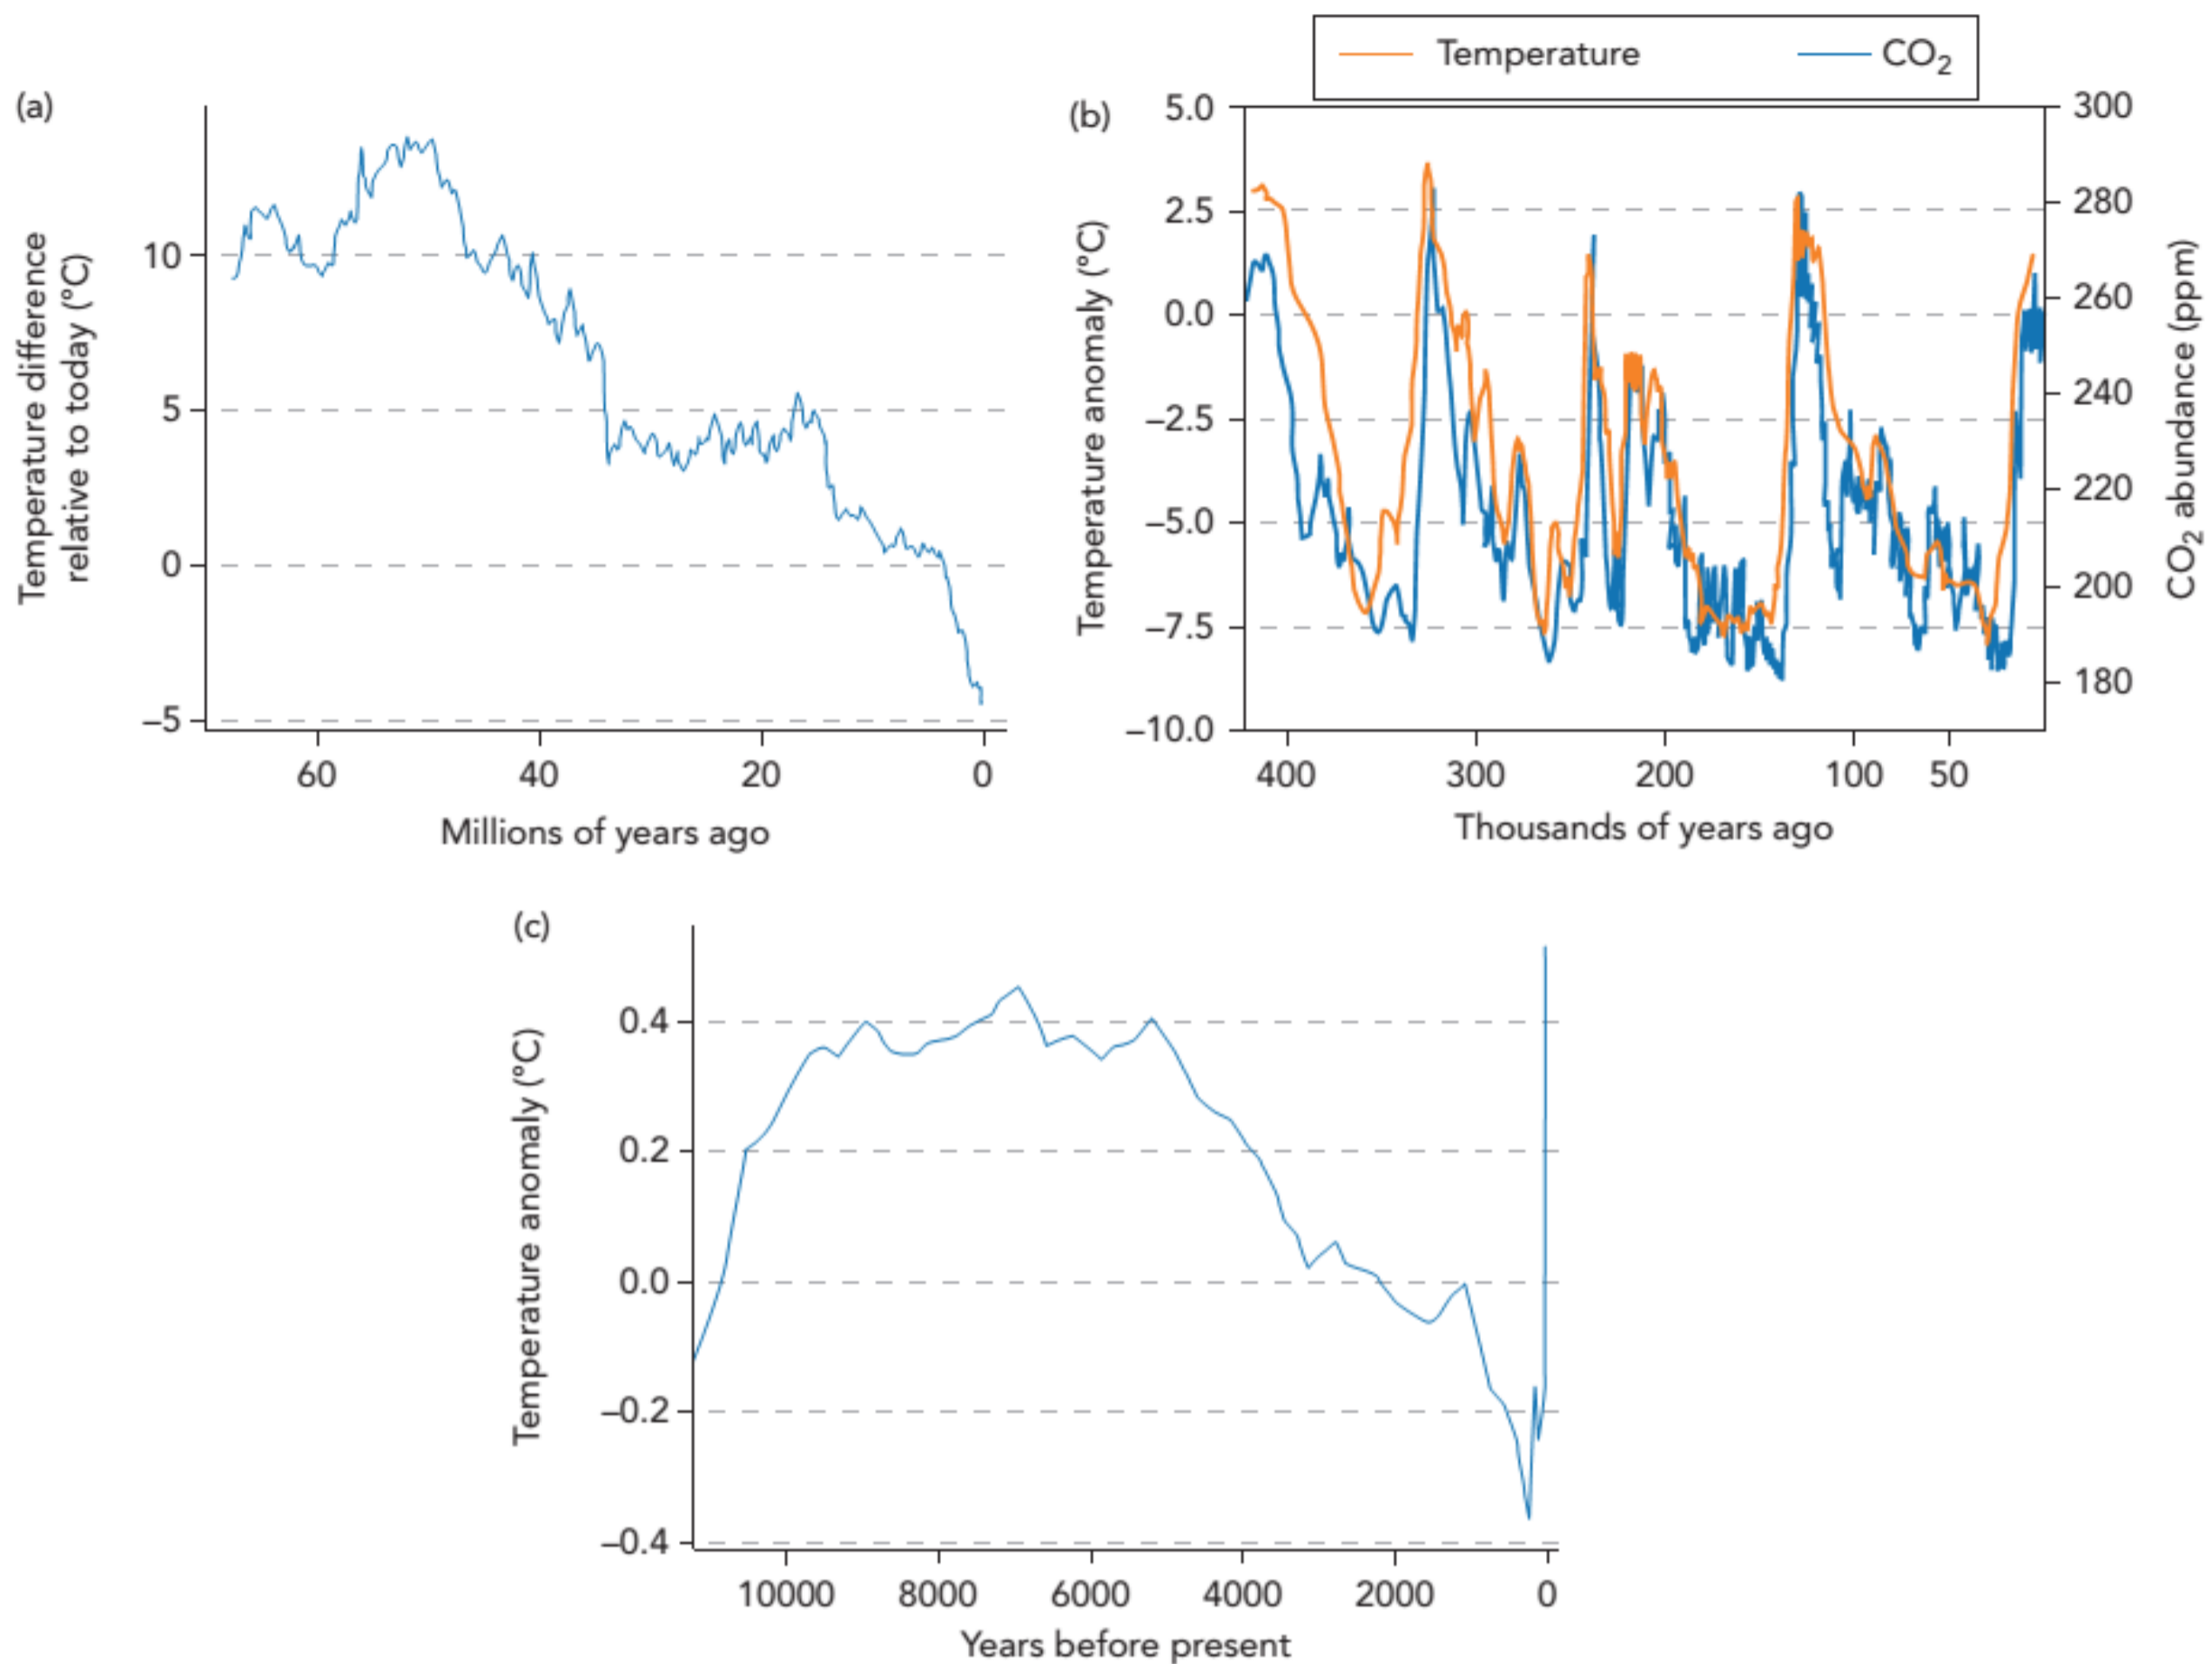 Temperature CO₂
(a)
Temperature difference
relative to today (°C)
10
5
0
–5
60 40 20 0
Millions of years ago
(b)
Temperature anomaly (°C)
5.0
2.5
0.0
–2.5
–5.0
–7.5
–10.0
300
280
260
240
220
200
180
CO₂ abundance (ppm)
400 300 200 100 50
Thousands of years ago
(c)
Temperature anomaly (°C)
0.4
0.2
0.0
–0.2
–0.4
10000 8000 6000 4000 2000 0
Years before present